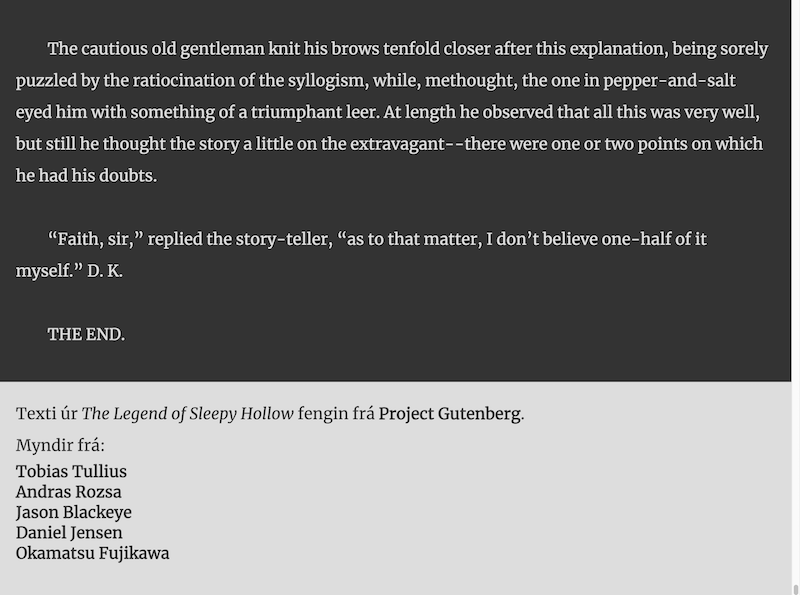 The cautious old gentleman knit his brows tenfold closer after this explanation, being sorely
puzzled by the ratiocination of the syllogism, while, methought, the one in pepper-and-salt
eyed him with something of a triumphant leer. At length he observed that all this was very well,
but still he thought the story a little on the extravagant--there were one or two points on which
he had his doubts.
“Faith, sir,” replied the story-teller, “as to that matter, I don’t believe one-half of it
myself.” D. K.
THE END.
Texti úr The Legend of Sleepy Hollow fengin frá Project Gutenberg.
Myndir frá:
Tobias Tullius
Andras Rozsa
Jason Blackeye
Daniel Jensen
Okamatsu Fujikawa